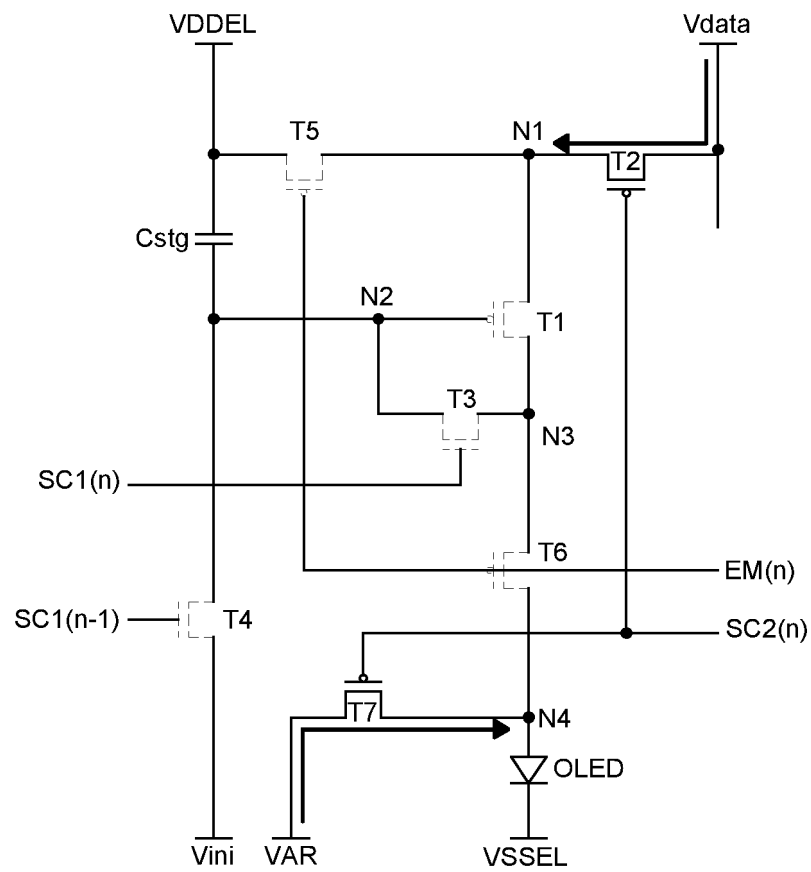 VDDEL
Vdata
T5
N1
T2
Cstg
N2
T1
T3
N3
SC1(n)
T6
EM(n)
SC1(n-1)
T4
SC2(n)
T7
N4
OLED
Vini
VAR
VSSEL